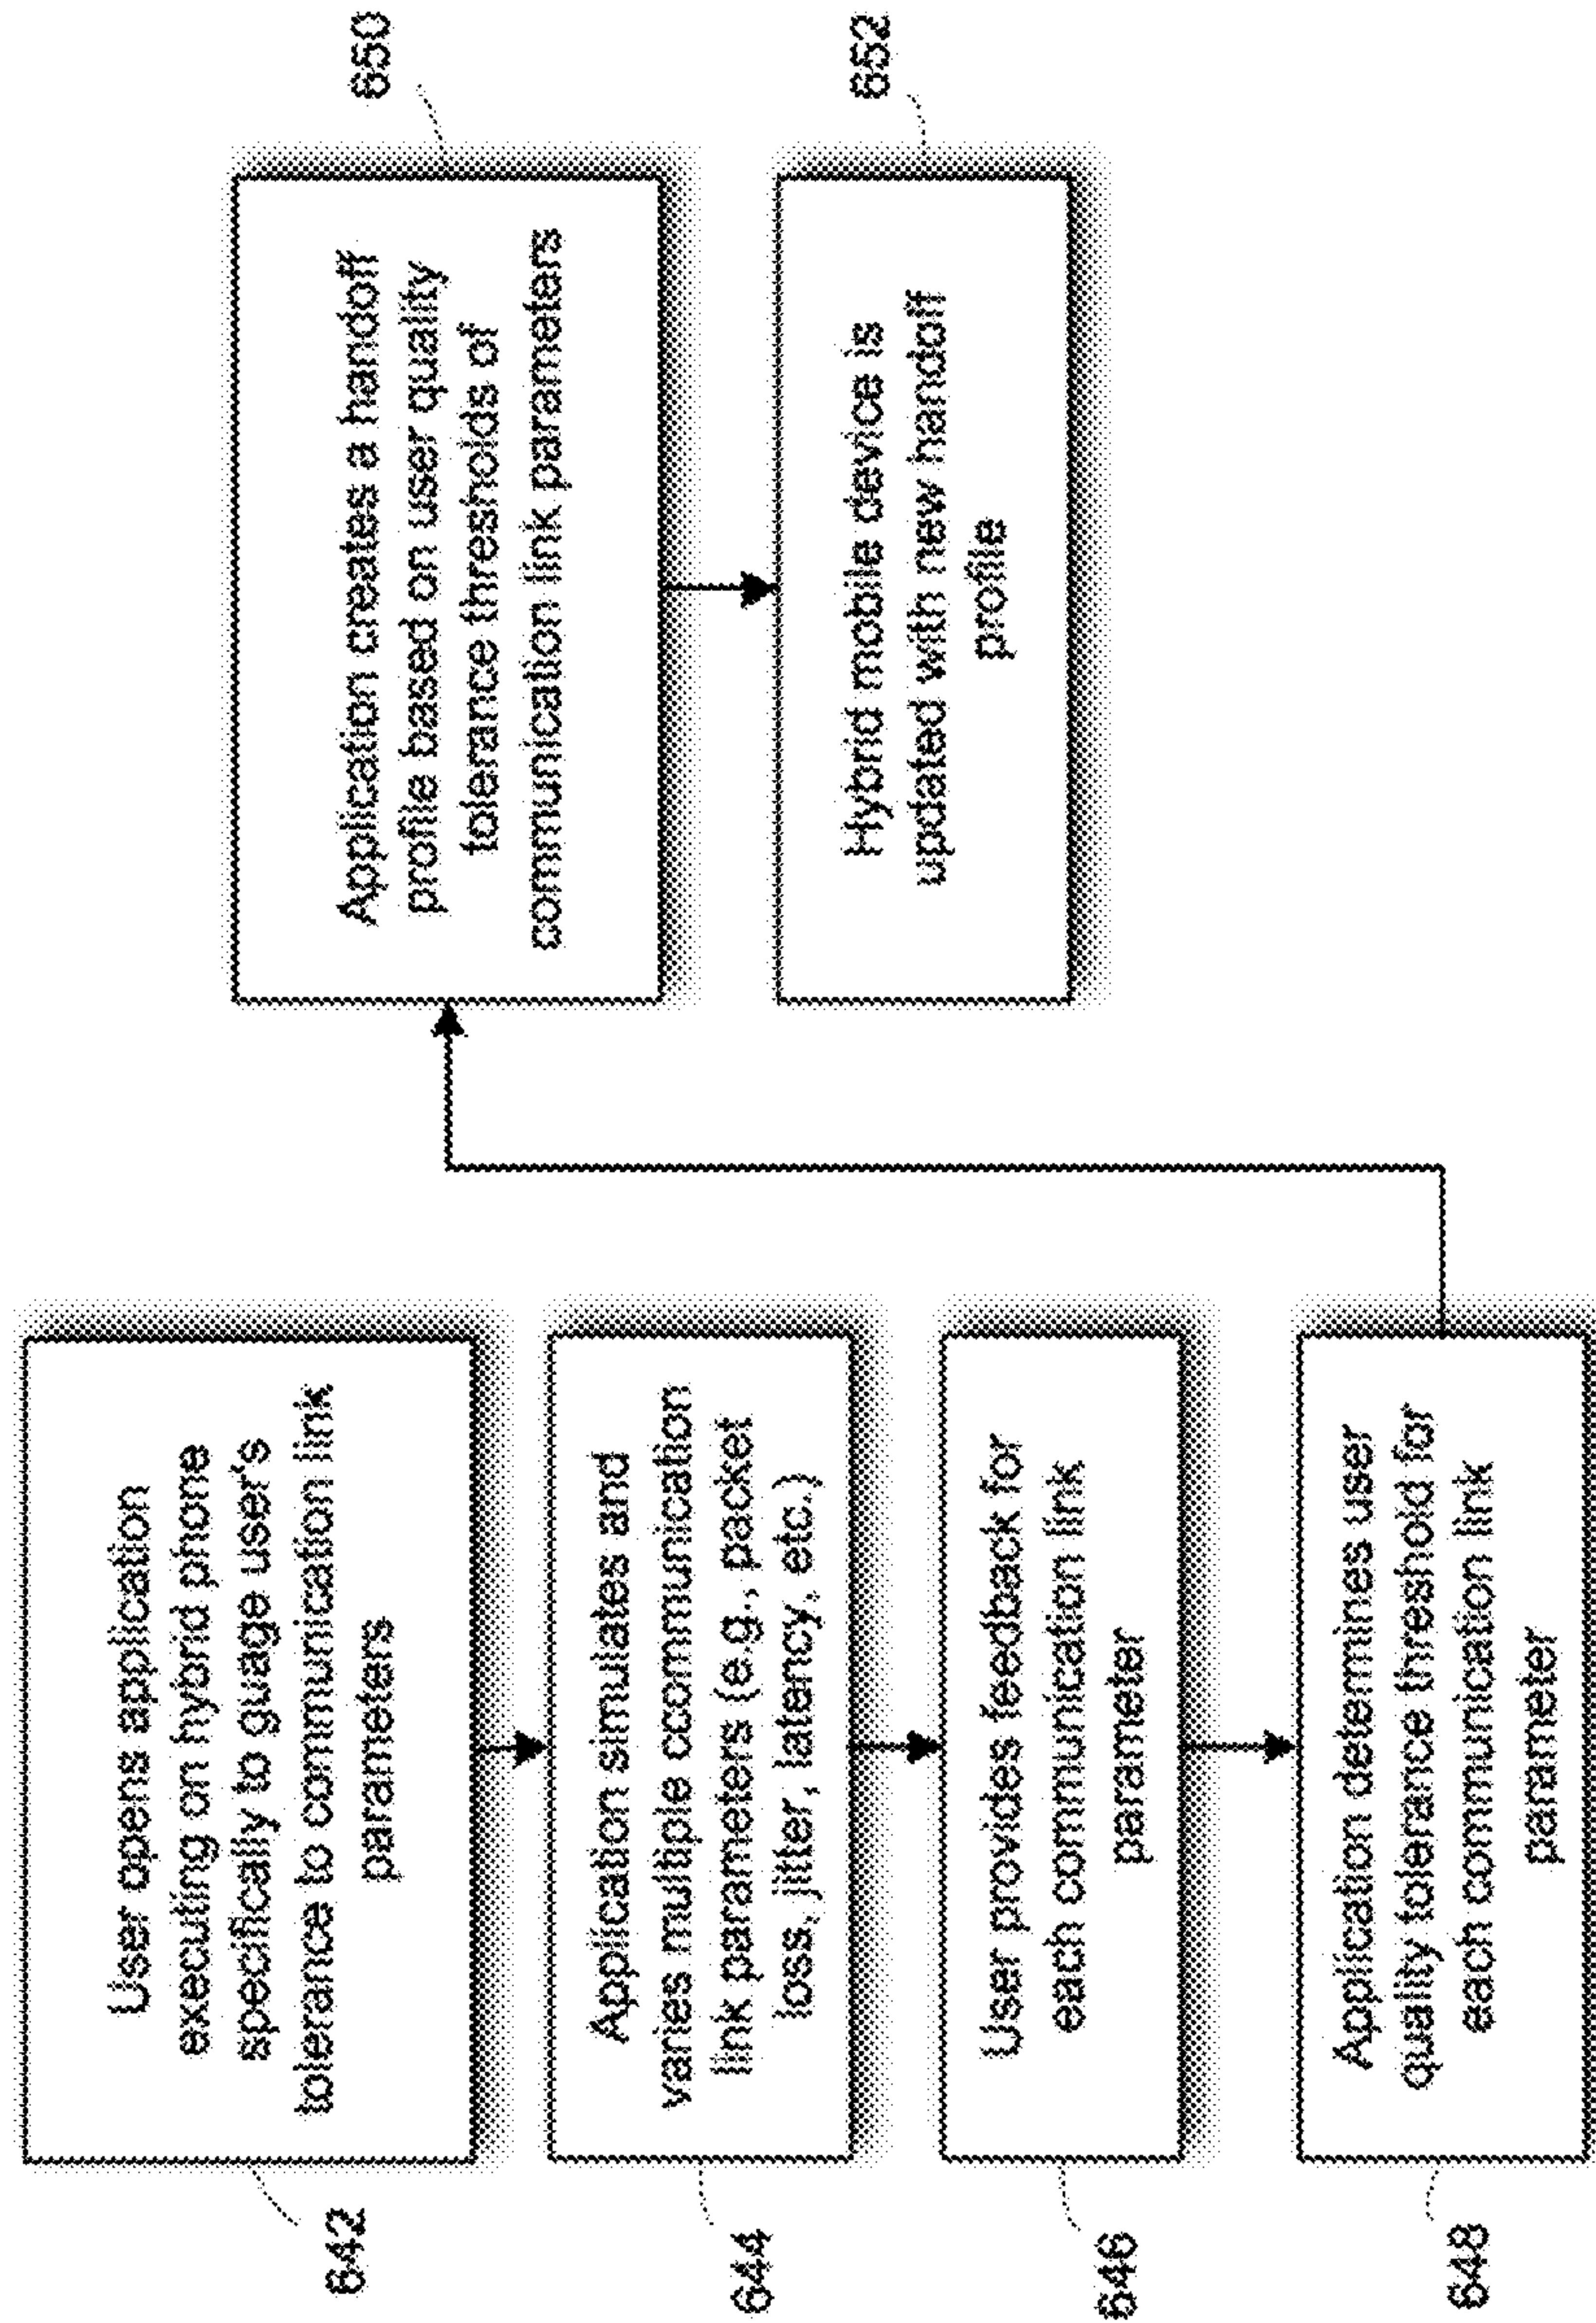 User opens application
executing on hybrid phone
specifically to guage user's
tolerance to communication link
parameters
642
Application simulates and
varies multiple communication
link parameters (e.g., packet
loss, jitter, latency, etc.)
644
User provides feedback for
each communication link
parameter
646
Application determines user
quality tolerance threshold for
each communication link
parameter
648
Application creates a handoff
profile based on user quality
tolerance thresholds of
communication link parameters
650
Hybrid mobile device is
updated with new handoff
profile
652